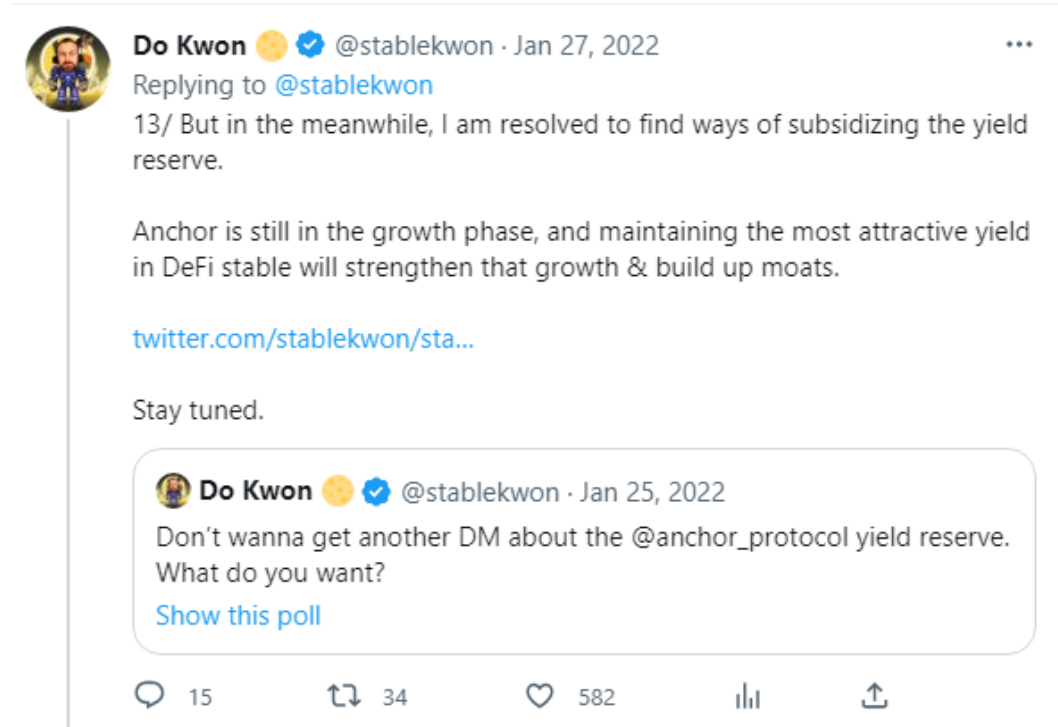 Do Kwon 🌕 @stablekwon · Jan 27, 2022 ...
Replying to @stablekwon
13/ But in the meanwhile, I am resolved to find ways of subsidizing the yield
reserve.
Anchor is still in the growth phase, and maintaining the most attractive yield
in DeFi stable will strengthen that growth & build up moats.
twitter.com/stablekwon/sta...
Stay tuned.
Do Kwon 🌕 @stablekwon · Jan 25, 2022
Don’t wanna get another DM about the @anchor_protocol yield reserve.
What do you want?
Show this poll
15 34 582